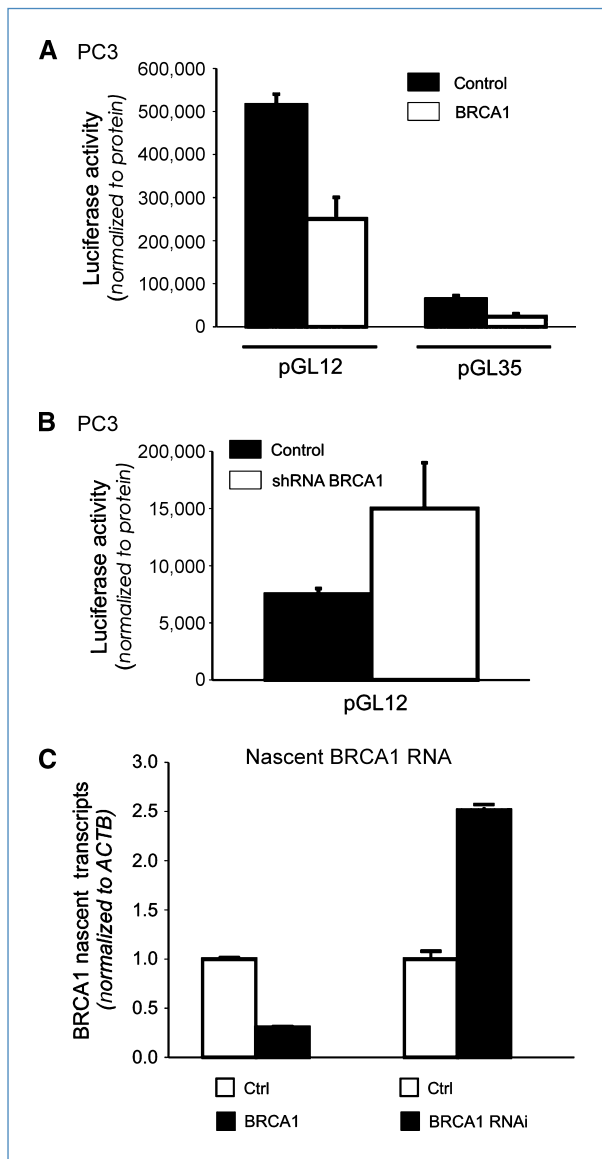 A PC3
600,000
500,000
400,000
300,000
200,000
100,000
0
Luciferase activity
(normalized to protein)
Control
BRCA1
pGL12
pGL35
B PC3
200,000
15,000
10,000
5,000
0
Luciferase activity
(normalized to protein)
Control
shRNA BRCA1
pGL12
C
Nascent BRCA1 RNA
3.0
2.5
2.0
1.5
1.0
0.5
0.0
BRCA1 nascent transcripts
(normalized to ACTB)
Ctrl
BRCA1
Ctrl
BRCA1 RNAi